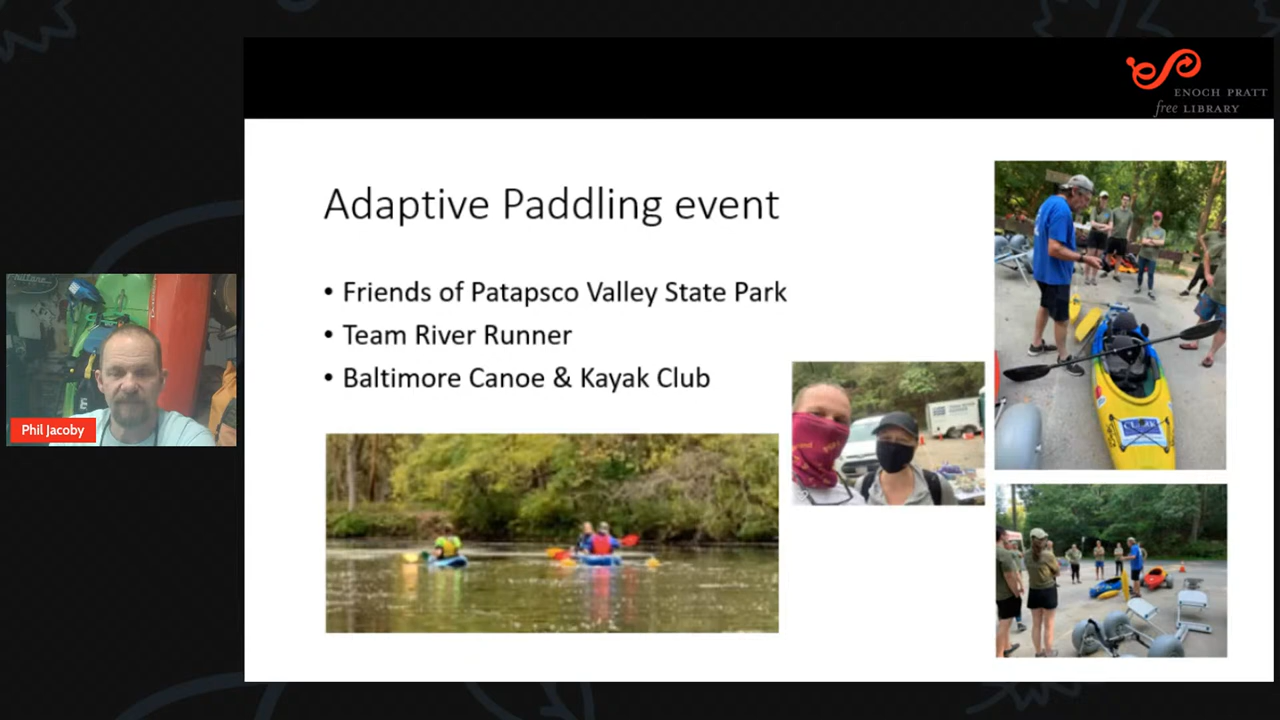 ENOCH PRATT
free LIBRARY
Adaptive Paddling event
• Friends of Patapsco Valley State Park
• Team River Runner
• Baltimore Canoe & Kayak Club
Phil Jacoby